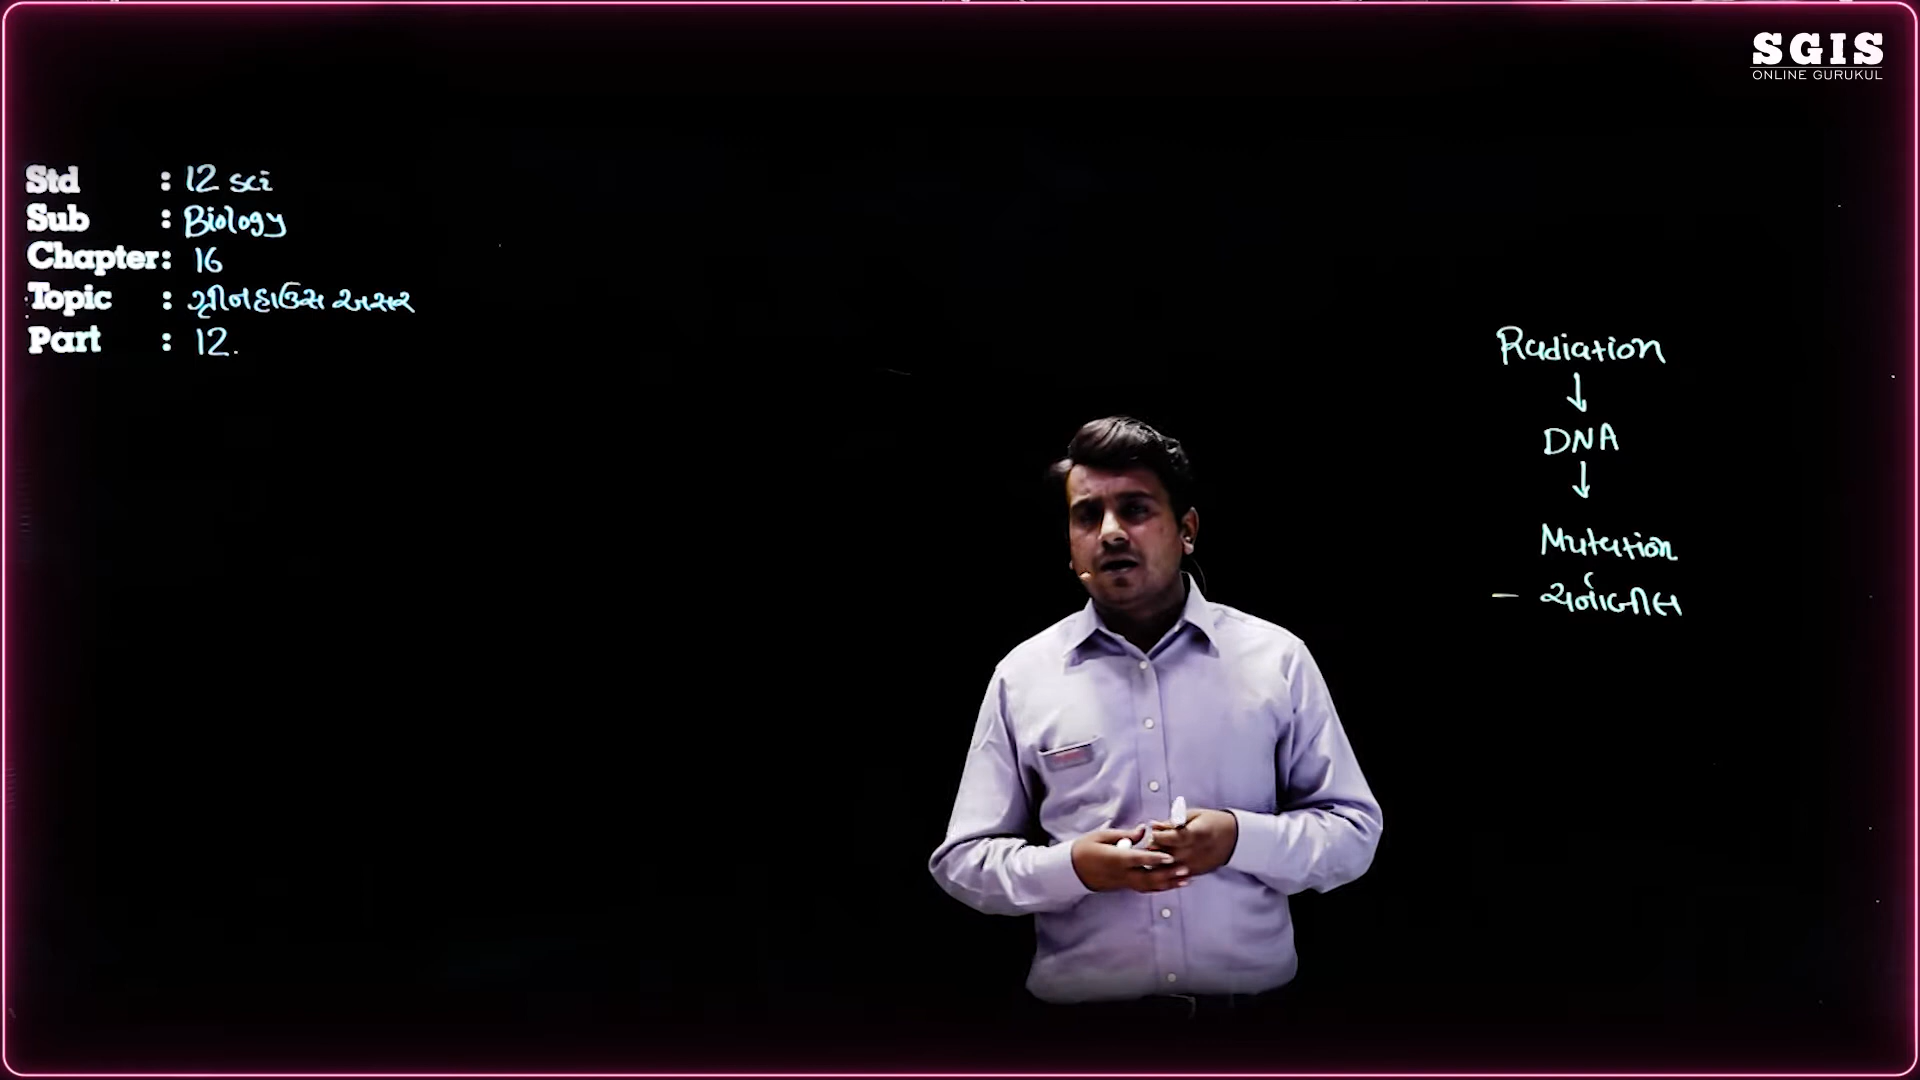 SGIS
ONLINE GURUKUL
Std : 12 sci
Sub : Biology
Chapter: 16
Topic : ગ્રીનહાઉસ અસર
Part : 12.
Radiation
↓
DNA
↓
Mutation
- ચર્નોબીલ